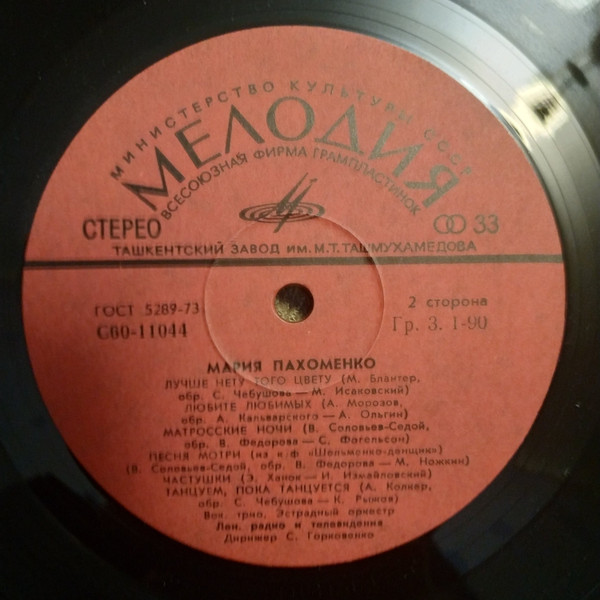 МИНИСТЕРСТВО КУЛЬТУРЫ СССР
МЕЛОДИЯ
ВСЕСОЮЗНАЯ ФИРМА ГРАМПЛАСТИНОК
СТЕРЕО 33
ТАШКЕНТСКИЙ ЗАВОД ИМ. М.Т. ТАШМУХАМЕДОВА
ГОСТ 5289-73 2 сторона
С60-11044 Гр. 3. 1-90
МАРИЯ ПАХОМЕНКО
ЛУЧШЕ НЕТУ ТОГО ЦВЕТУ (М. Блантер,
обр. С. Чебушова — М. Исаковский)
ЛЮБИТЕ ЛЮБИМЫХ (А. Морозов,
обр. А. Кальварского — А. Ольгин)
МАТРОССКИЕ НОЧИ (В. Соловьев-Седой,
обр. В. Федорова — С. Фогельсон)
ПЕСНЯ МОТРИ (из к/ф «Шельменко-денщик»)
(В. Соловьев-Седой, обр. В. Федорова — М. Ножкин)
ЧАСТУШКИ (Э. Ханок — И. Измайловский)
ТАНЦУЕМ, ПОКА ТАНЦУЕТСЯ (А. Колкер,
обр. С. Чебушова — К. Рыжов)
Вок. трио, Эстрадный оркестр
Лен. радио и телевидения
Дирижер С. Горковенко